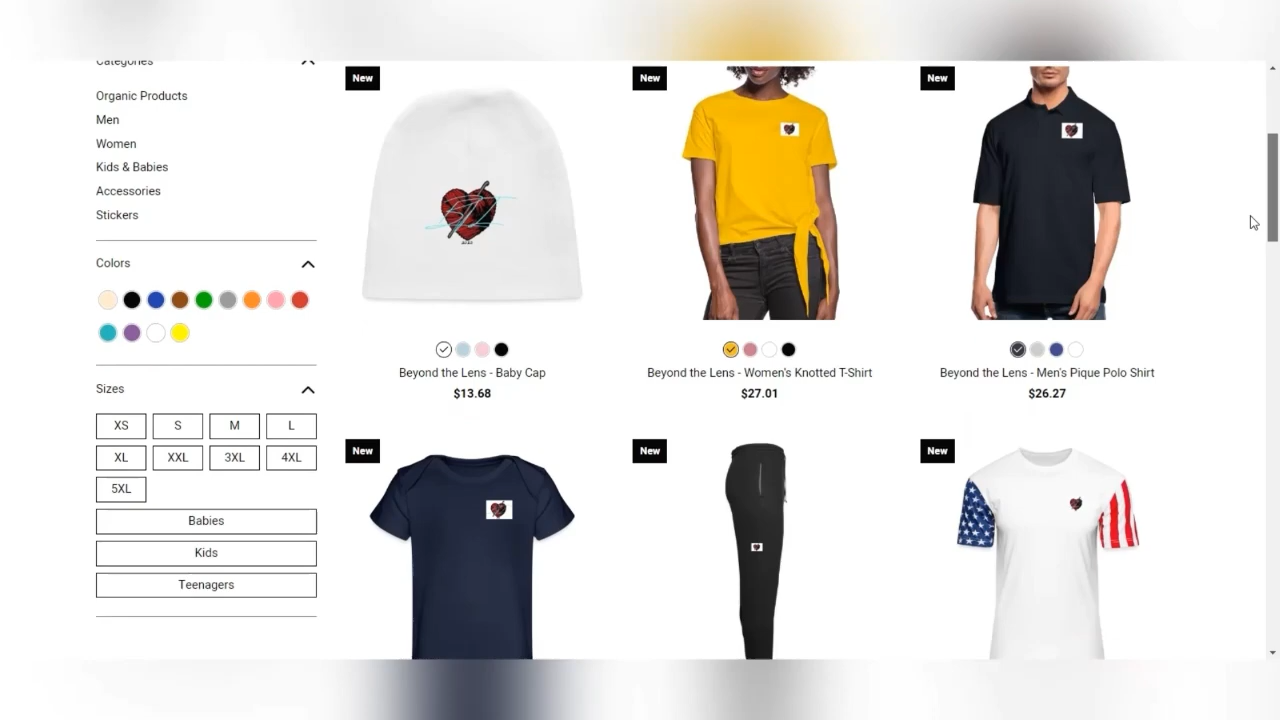 Categories
Organic Products
Men
Women
Kids & Babies
Accessories
Stickers
Colors
Sizes
XS
S
M
L
XL
XXL
3XL
4XL
5XL
Babies
Kids
Teenagers
New
New
New
Beyond the Lens - Baby Cap
$13.68
Beyond the Lens - Women's Knotted T-Shirt
$27.01
Beyond the Lens - Men's Pique Polo Shirt
$26.27
New
New
New